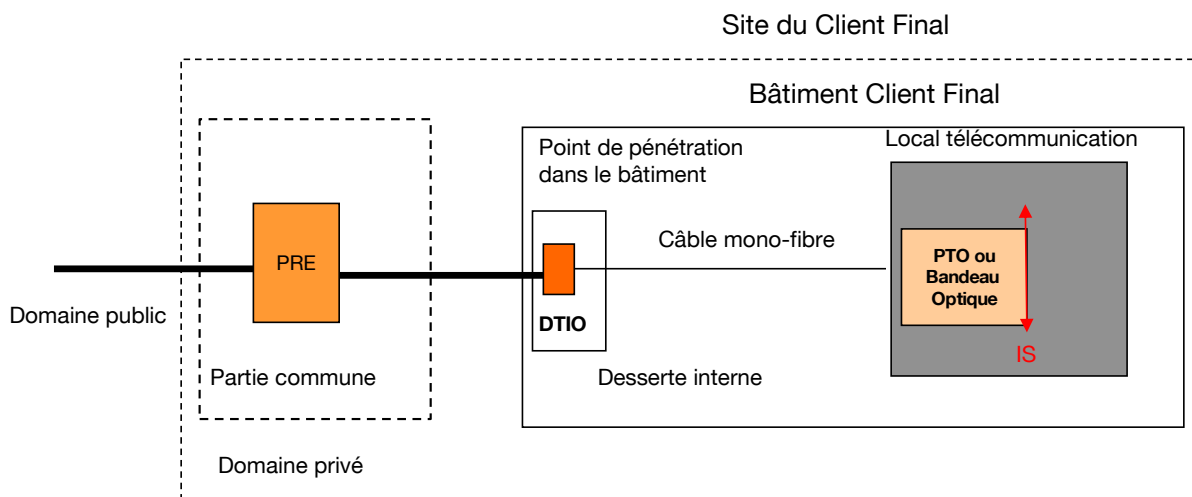 Site du Client Final
Bâtiment Client Final
Point de pénétration
dans le bâtiment
Local télécommunication
Câble mono-fibre
PRE
PTO ou
Bandeau
Optique
Domaine public
DTIO
IS
Partie commune
Desserte interne
Domaine privé